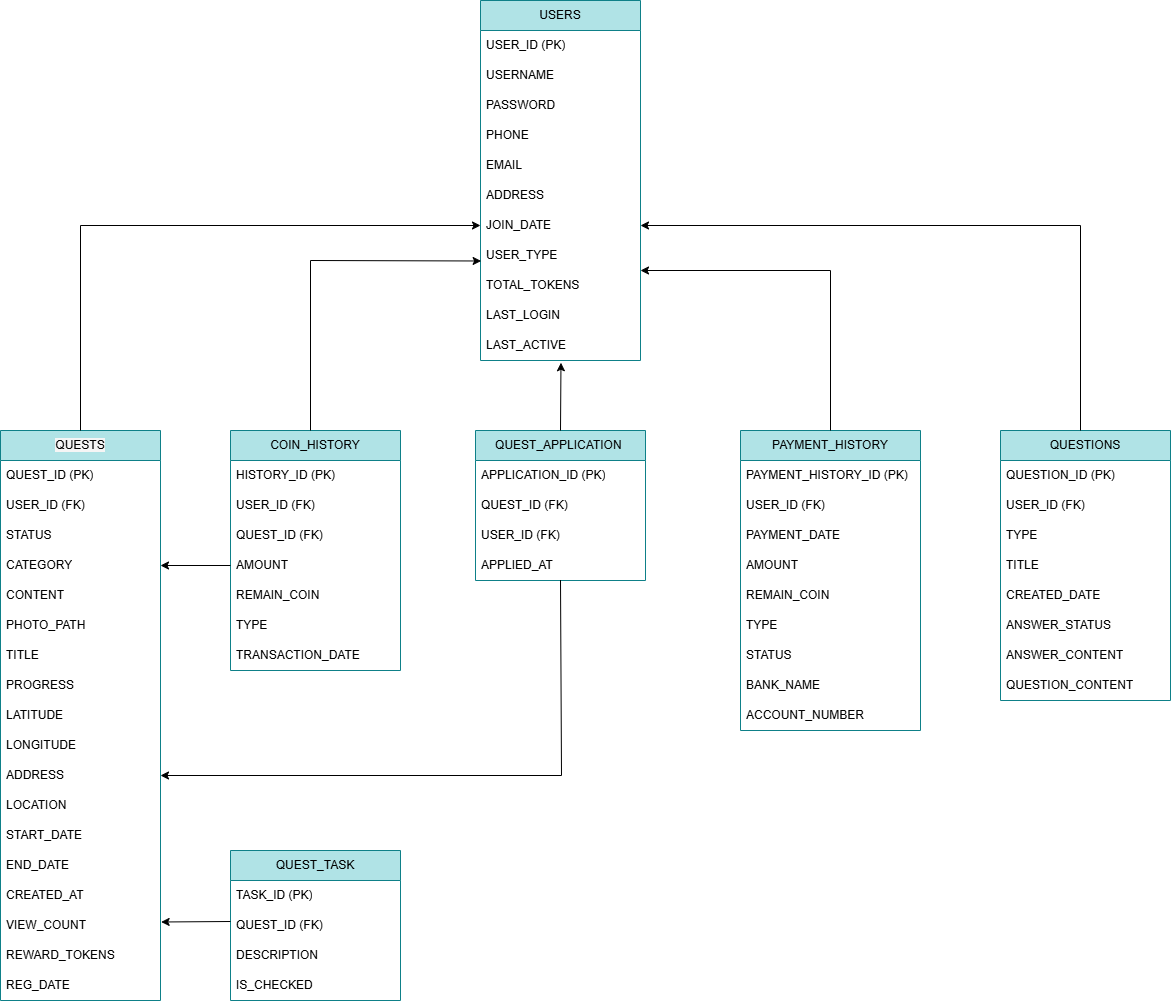 USERS
USER_ID (PK)
USERNAME
PASSWORD
PHONE
EMAIL
ADDRESS
JOIN_DATE
USER_TYPE
TOTAL_TOKENS
LAST_LOGIN
LAST_ACTIVE
QUESTS
QUEST_ID (PK)
USER_ID (FK)
STATUS
CATEGORY
CONTENT
PHOTO_PATH
TITLE
PROGRESS
LATITUDE
LONGITUDE
ADDRESS
LOCATION
START_DATE
END_DATE
CREATED_AT
VIEW_COUNT
REWARD_TOKENS
REG_DATE
COIN_HISTORY
HISTORY_ID (PK)
USER_ID (FK)
QUEST_ID (FK)
AMOUNT
REMAIN_COIN
TYPE
TRANSACTION_DATE
QUEST_APPLICATION
APPLICATION_ID (PK)
QUEST_ID (FK)
USER_ID (FK)
APPLIED_AT
PAYMENT_HISTORY
PAYMENT_HISTORY_ID (PK)
USER_ID (FK)
PAYMENT_DATE
AMOUNT
REMAIN_COIN
TYPE
STATUS
BANK_NAME
ACCOUNT_NUMBER
QUESTIONS
QUESTION_ID (PK)
USER_ID (FK)
TYPE
TITLE
CREATED_DATE
ANSWER_STATUS
ANSWER_CONTENT
QUESTION_CONTENT
QUEST_TASK
TASK_ID (PK)
QUEST_ID (FK)
DESCRIPTION
IS_CHECKED